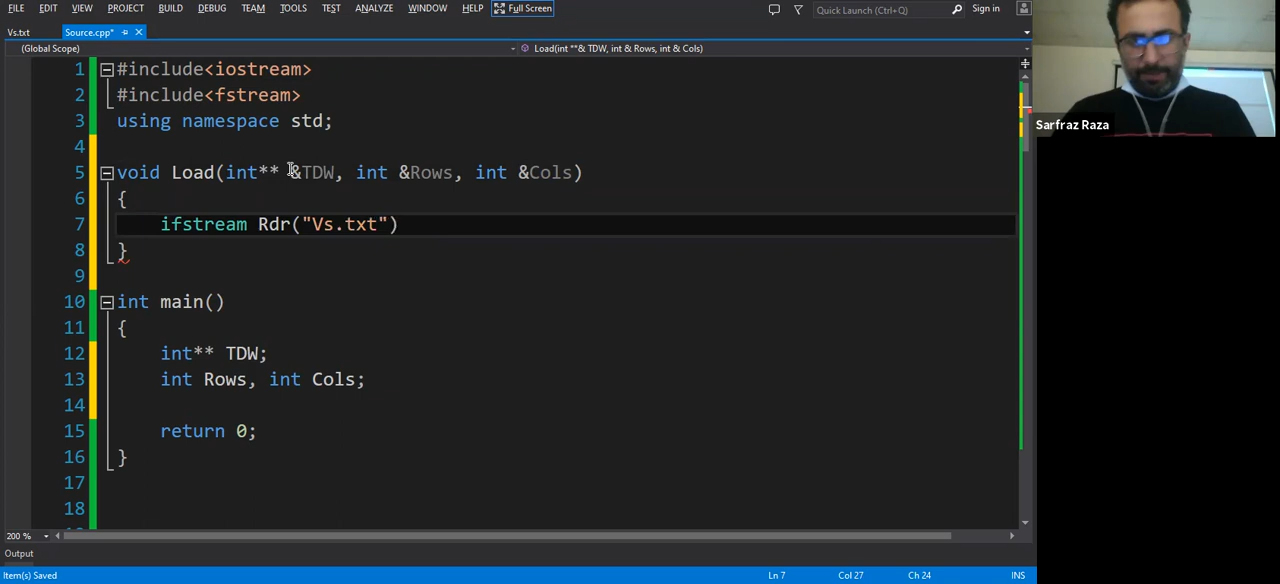 FILE EDIT VIEW PROJECT BUILD DEBUG TEAM TOOLS TEST ANALYZE WINDOW HELP Full Screen Quick Launch (Ctrl+Q) Sign in
Vs.txt Source.cpp*
(Global Scope) Load(int **& TDW, int & Rows, int & Cols)
1 #include<iostream>
2 #include<fstream>
3 using namespace std;
4
5 void Load(int** &TDW, int &Rows, int &Cols)
6 {
7 ifstream Rdr("Vs.txt")
8 }
9
10 int main()
11 {
12 int** TDW;
13 int Rows, int Cols;
14
15 return 0;
16 }
17
18
200 %
Output
Item(s) Saved Ln 7 Col 27 Ch 24 INS
Sarfraz Raza